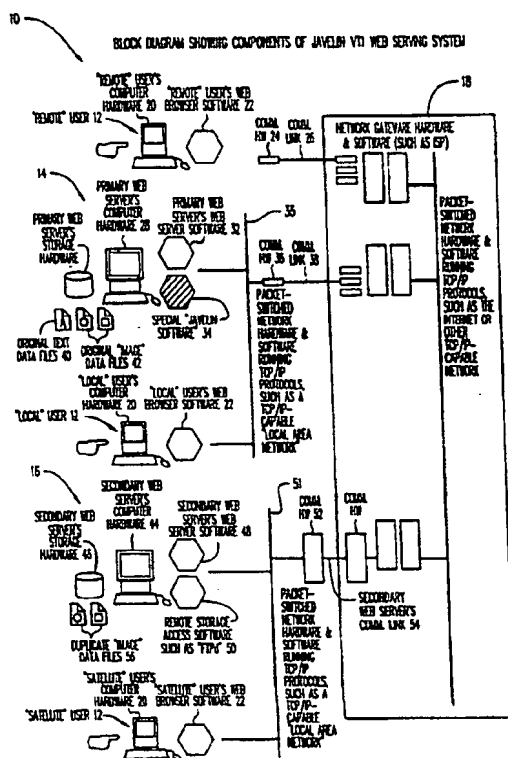 10
BLOCK DIAGRAM SHOWING COMPONENTS OF JAVELIN VII WEB SERVING SYSTEM
18
"REMOTE" USER'S
COMPUTER
HARDWARE 20
"REMOTE" USER'S WEB
BROWSER SOFTWARE 22
"REMOTE" USER 12
COMM.
HW 24
COMM.
LINK 26
NETWORK GATEWARE HARDWARE
& SOFTWARE (SUCH AS ISP)
14
PRIMARY WEB
SERVER'S
COMPUTER
HARDWARE 28
PRIMARY WEB
SERVER'S WEB
SERVER SOFTWARE 32
33
PRIMARY WEB
SERVER'S
STORAGE
HARDWARE
SPECIAL "JAVELIN
SOFTWARE" 34
COMM.
HW 36
COMM.
LINK 38
ORIGINAL TEXT
DATA FILES 40
ORIGINAL "IMAGE"
DATA FILES 42
PACKET-
SWITCHED
NETWORK
HARDWARE &
SOFTWARE
RUNNING
TCP/IP
PROTOCOLS,
SUCH AS A
TCP/IP-
CAPABLE
"LOCAL AREA
NETWORK"
PACKET-
SWITCHED
NETWORK
HARDWARE &
SOFTWARE
RUNNING
TCP/IP
PROTOCOLS,
SUCH AS THE
INTERNET OR
OTHER
TCP/IP-
CAPABLE
NETWORK
"LOCAL" USER'S
COMPUTER
HARDWARE 20
"LOCAL" USER'S WEB
BROWSER SOFTWARE 22
"LOCAL" USER 12
16
SECONDARY WEB
SERVER'S
COMPUTER
HARDWARE 44
SECONDARY WEB
SERVER'S WEB
SERVER SOFTWARE 48
51
SECONDARY WEB
SERVER'S
STORAGE
HARDWARE 46
COMM.
HW 52
COMM.
HW
REMOTE STORAGE
ACCESS SOFTWARE
SUCH AS "FTPd" 50
DUPLICATE "IMAGE"
DATA FILES 56
SECONDARY
WEB SERVER'S
COMM. LINK 54
PACKET-
SWITCHED
NETWORK
HARDWARE &
SOFTWARE
RUNNING
TCP/IP
PROTOCOLS,
SUCH AS A
TCP/IP-
CAPABLE
"LOCAL AREA
NETWORK"
"SATELLITE" USER'S
COMPUTER
HARDWARE 20
"SATELLITE" USER'S WEB
BROWSER SOFTWARE 22
"SATELLITE" USER 12